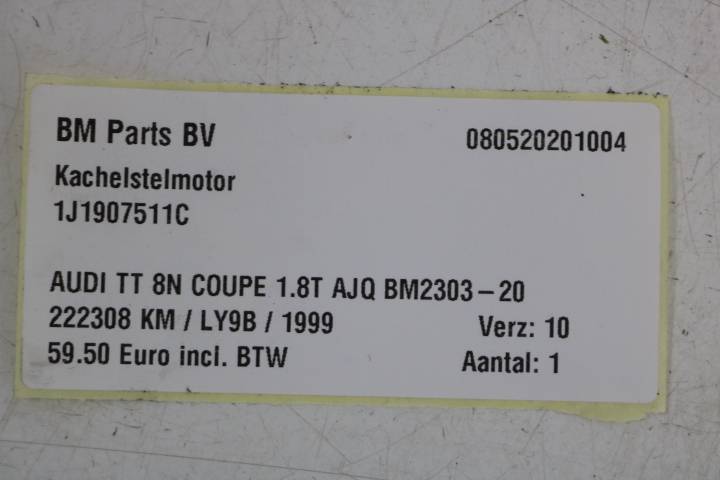 BM Parts BV 080520201004
Kachelstelmotor
1J1907511C
AUDI TT 8N COUPE 1.8T AJQ BM2303-20
222308 KM / LY9B / 1999 Verz: 10
59.50 Euro incl. BTW Aantal: 1